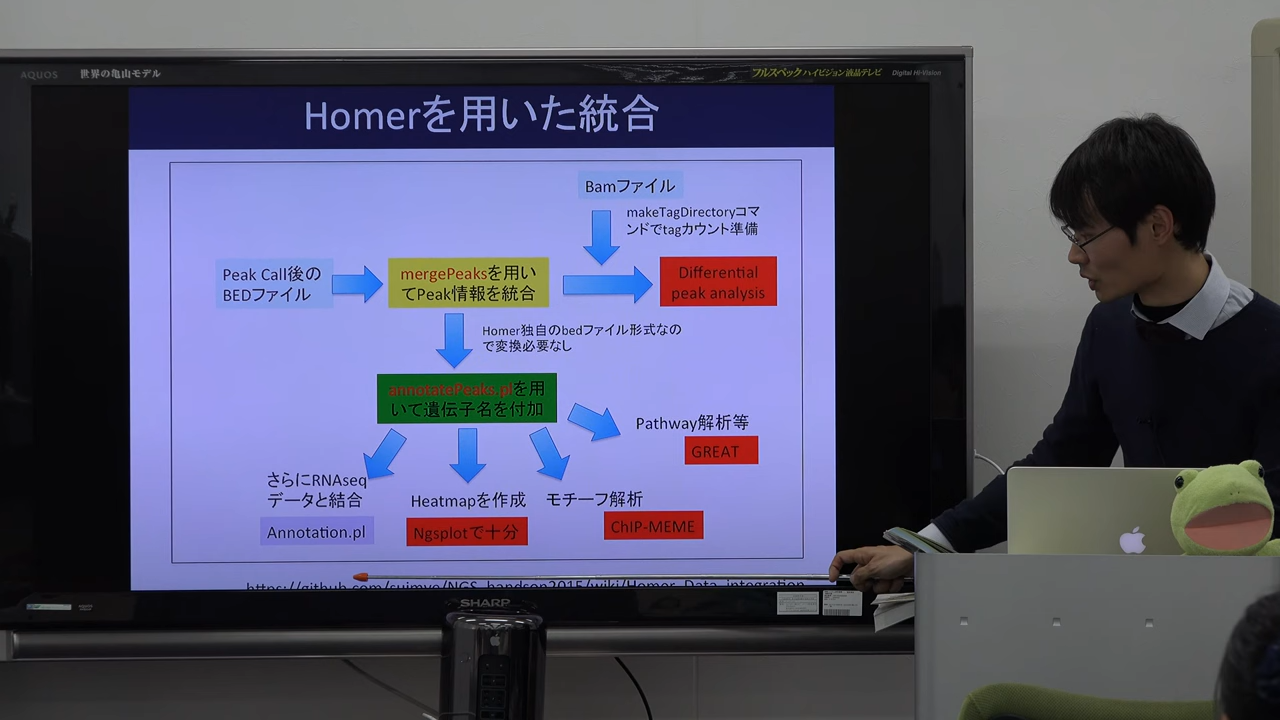 AQUOS 世界の亀山モデル
フルスペックハイビジョン液晶テレビ Digital Hi-Vision
Homerを用いた統合
Bamファイル
makeTagDirectoryコマ
ンドでtagカウント準備
Peak Call後の
BEDファイル
mergePeaksを用い
てPeak情報を統合
Differential
peak analysis
Homer独自のbedファイル形式なの
で変換必要なし
annotatePeaks.plを用
いて遺伝子名を付加
Pathway解析等
GREAT
さらにRNAseq
データと結合
Annotation.pl
Heatmapを作成
Ngsplotで十分
モチーフ解析
ChIP-MEME
https://github.com/suimye/NGS_handson2015/wiki/Homer_Data_integration
SHARP